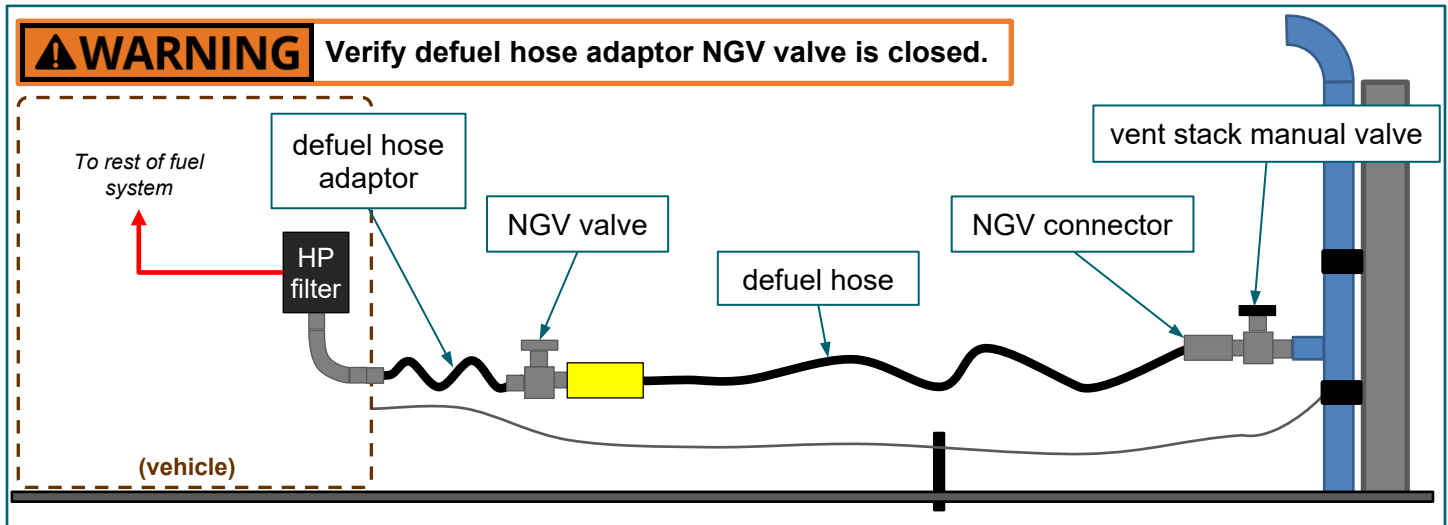 WARNING Verify defuel hose adaptor NGV valve is closed.
To rest of fuel
system
defuel hose
adaptor
vent stack manual valve
NGV valve
NGV connector
HP
filter
defuel hose
(vehicle)